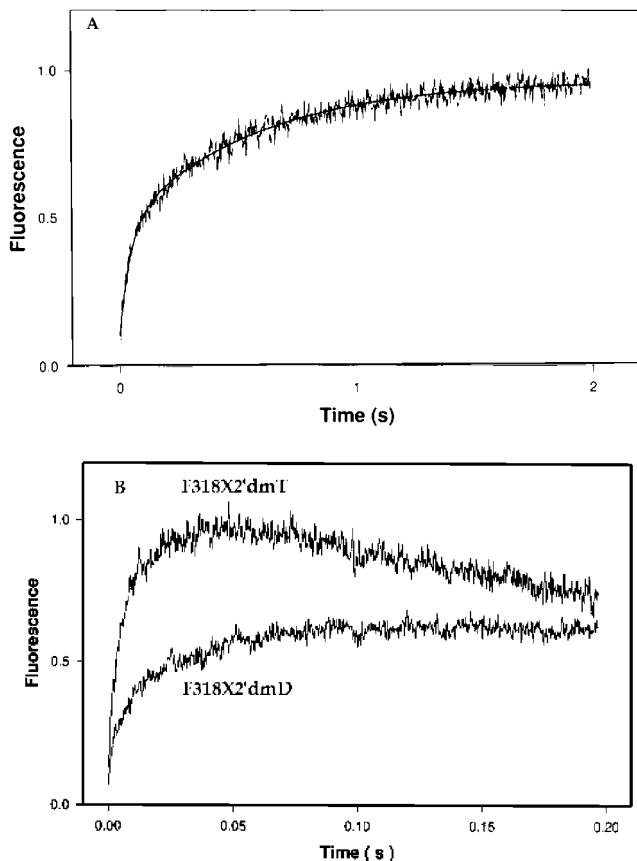 A
1.0
0.5
0.0
Fluorescence
0
1
2
Time (s)
B
F318X2'dmT
1.0
0.5
0.0
Fluorescence
F318X2'dmD
0.00
0.05
0.10
0.15
0.20
Time ( s )